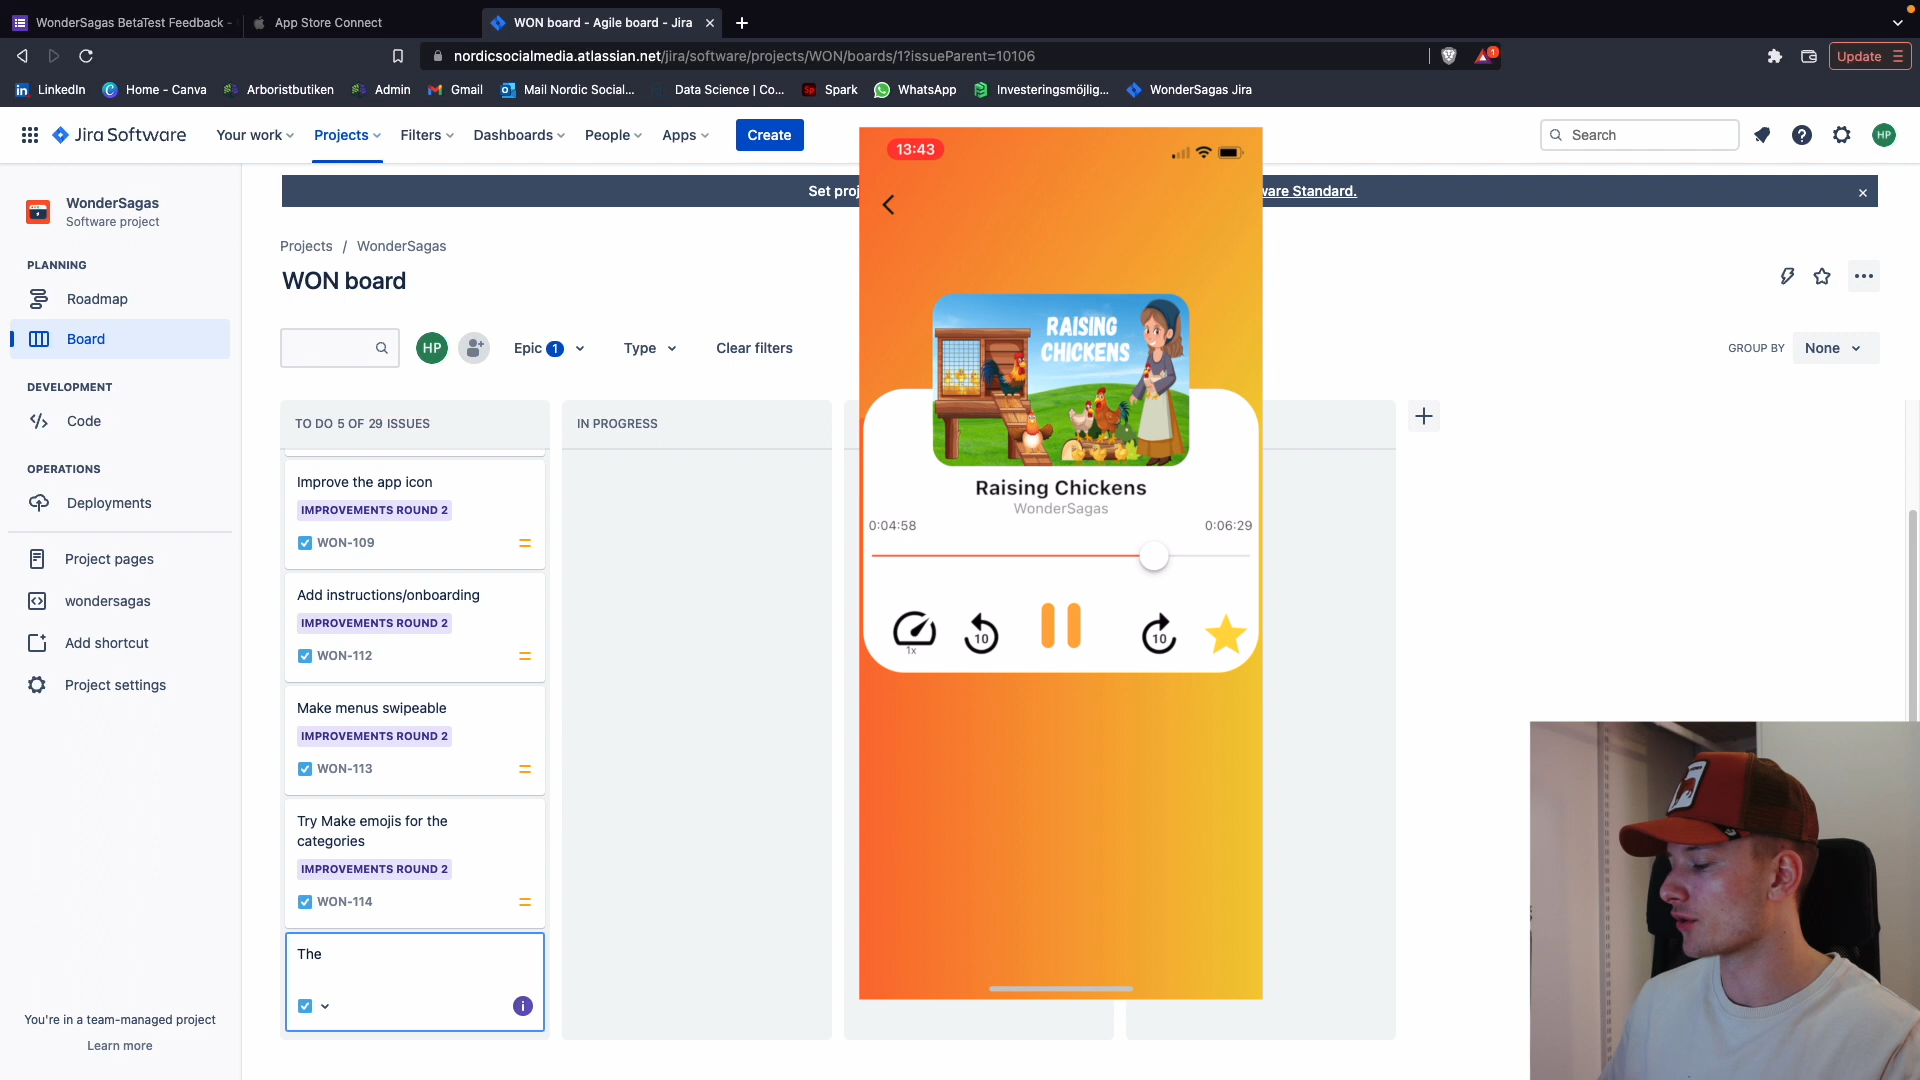 WonderSagas BetaTest Feedback -
App Store Connect
WON board - Agile board - Jira
nordicsocialmedia.atlassian.net/jira/software/projects/WON/boards/1?issueParent=10106
1
Update
LinkedIn
Home - Canva
Arboristbutiken
Admin
Gmail
Mail Nordic Social...
Data Science | Co...
Spark
WhatsApp
Investeringsmöjlig...
WonderSagas Jira
Jira Software
Your work
Projects
Filters
Dashboards
People
Apps
Create
Search
HP
13:43
Set proj
ware Standard.
WonderSagas
Software project
PLANNING
Roadmap
Board
DEVELOPMENT
Code
OPERATIONS
Deployments
Project pages
wondersagas
Add shortcut
Project settings
You're in a team-managed project
Learn more
Projects / WonderSagas
WON board
HP
Epic 1
Type
Clear filters
GROUP BY
None
TO DO 5 OF 29 ISSUES
IN PROGRESS
Improve the app icon
IMPROVEMENTS ROUND 2
WON-109
Add instructions/onboarding
IMPROVEMENTS ROUND 2
WON-112
Make menus swipeable
IMPROVEMENTS ROUND 2
WON-113
Try Make emojis for the
categories
IMPROVEMENTS ROUND 2
WON-114
The
RAISING
CHICKENS
Raising Chickens
WonderSagas
0:04:58
0:06:29
1x
10
10